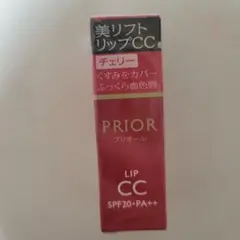 美リフト
リップCC
チェリー
くすみをカバー
ふっくら血色唇
PRIOR
プリオール
LIP
CC
SPF20・PA++